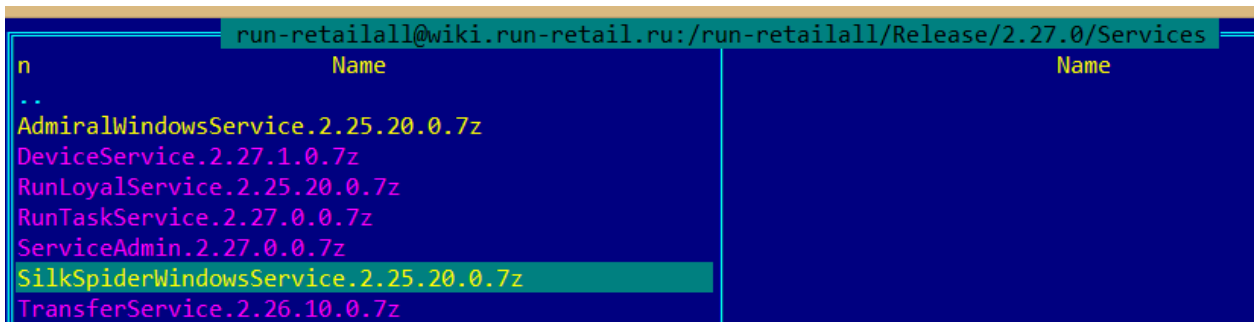 run-retailall@wiki.run-retail.ru:/run-retailall/Release/2.27.0/Services
n Name Name
..
AdmiralWindowsService.2.25.20.0.7z
DeviceService.2.27.1.0.7z
RunLoyalService.2.25.20.0.7z
RunTaskService.2.27.0.0.7z
ServiceAdmin.2.27.0.0.7z
SilkSpiderWindowsService.2.25.20.0.7z
TransferService.2.26.10.0.7z